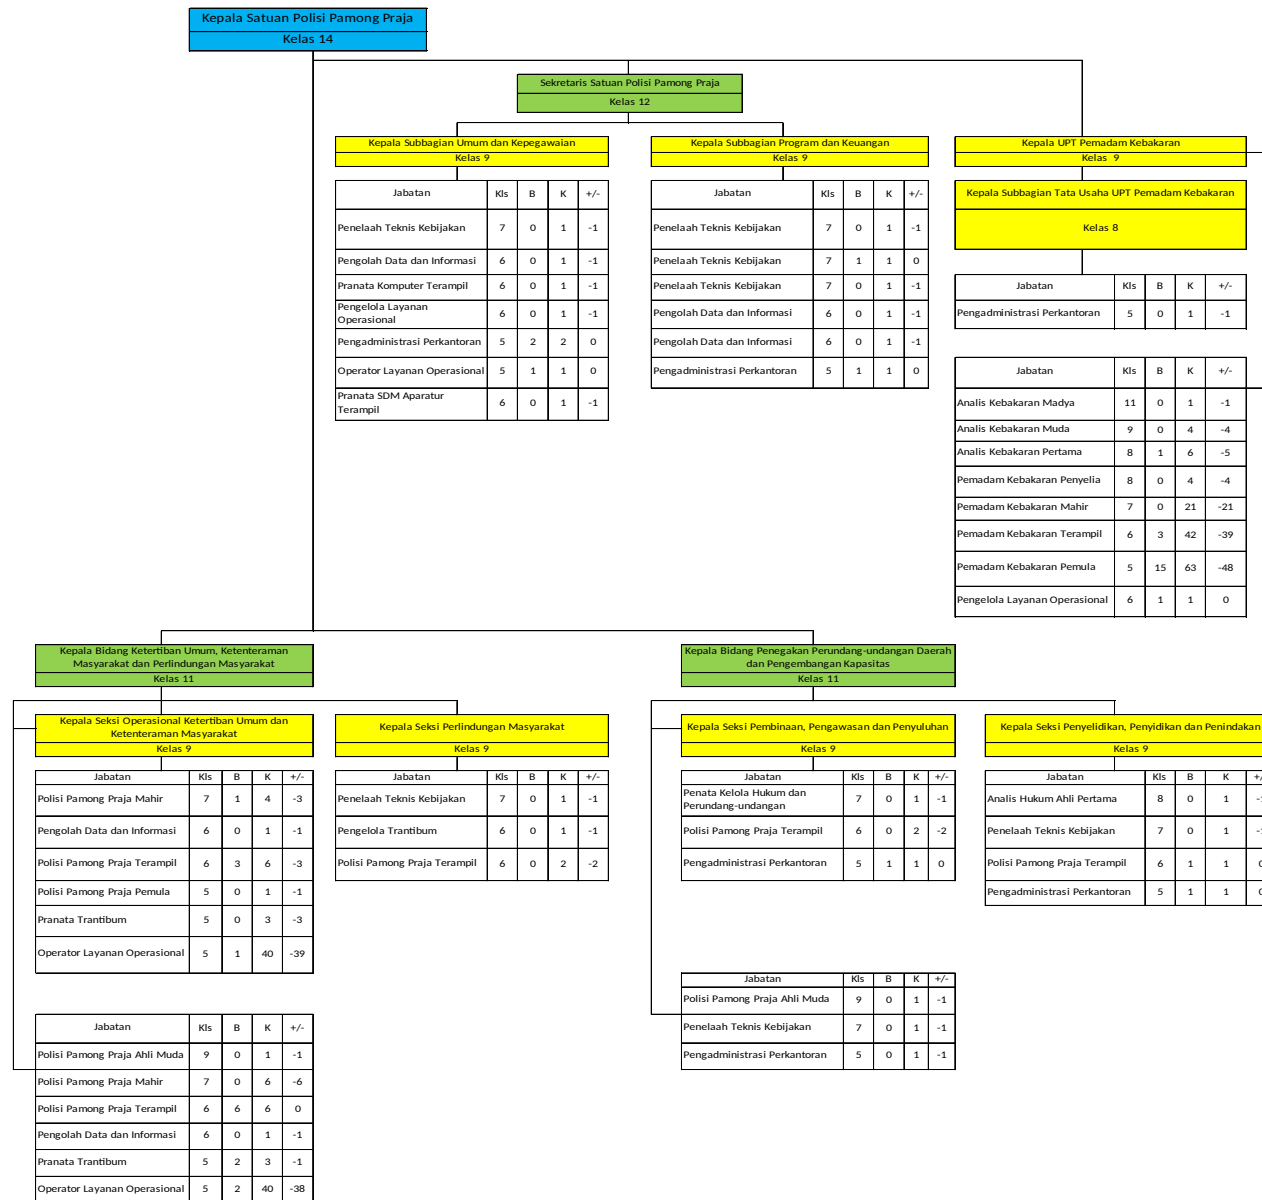 Kepala Satuan Polisi Pamong Praja
Kelas 14
Sekretaris Satuan Polisi Pamong Praja
Kelas 12
Kepala Subbagian Umum dan Kepegawaian
Kelas 9
Jabatan Kls B K +/-
Penelaah Teknis Kebijakan 7 0 1 -1
Pengolah Data dan Informasi 6 0 1 -1
Pranata Komputer Terampil 6 0 1 -1
Pengelola Layanan
Operasional 6 0 1 -1
Pengadministrasi Perkantoran 5 2 2 0
Operator Layanan Operasional 5 1 1 0
Pranata SDM Aparatur
Terampil 6 0 1 -1
Kepala Subbagian Program dan Keuangan
Kelas 9
Jabatan Kls B K +/-
Penelaah Teknis Kebijakan 7 0 1 -1
Penelaah Teknis Kebijakan 7 1 1 0
Penelaah Teknis Kebijakan 7 0 1 -1
Pengolah Data dan Informasi 6 0 1 -1
Pengolah Data dan Informasi 6 0 1 -1
Pengadministrasi Perkantoran 5 1 1 0
Kepala UPT Pemadam Kebakaran
Kelas 9
Kepala Subbagian Tata Usaha UPT Pemadam Kebakaran
Kelas 8
Jabatan Kls B K +/-
Pengadministrasi Perkantoran 5 0 1 -1
Jabatan Kls B K +/-
Analis Kebakaran Madya 11 0 1 -1
Analis Kebakaran Muda 9 0 4 -4
Analis Kebakaran Pertama 8 1 6 -5
Pemadam Kebakaran Penyelia 8 0 4 -4
Pemadam Kebakaran Mahir 7 0 21 -21
Pemadam Kebakaran Terampil 6 3 42 -39
Pemadam Kebakaran Pemula 5 15 63 -48
Pengelola Layanan Operasional 6 1 1 0
Kepala Bidang Ketertiban Umum, Ketenteraman
Masyarakat dan Perlindungan Masyarakat
Kelas 11
Kepala Seksi Operasional Ketertiban Umum dan
Ketenteraman Masyarakat
Kelas 9
Jabatan Kls B K +/-
Polisi Pamong Praja Mahir 7 1 4 -3
Pengolah Data dan Informasi 6 0 1 -1
Polisi Pamong Praja Terampil 6 3 6 -3
Polisi Pamong Praja Pemula 5 0 1 -1
Pranata Trantibum 5 0 3 -3
Operator Layanan Operasional 5 1 40 -39
Jabatan Kls B K +/-
Polisi Pamong Praja Ahli Muda 9 0 1 -1
Polisi Pamong Praja Mahir 7 0 6 -6
Polisi Pamong Praja Terampil 6 6 6 0
Pengolah Data dan Informasi 6 0 1 -1
Pranata Trantibum 5 2 3 -1
Operator Layanan Operasional 5 2 40 -38
Kepala Seksi Perlindungan Masyarakat
Kelas 9
Jabatan Kls B K +/-
Penelaah Teknis Kebijakan 7 0 1 -1
Pengelola Trantibum 6 0 1 -1
Polisi Pamong Praja Terampil 6 0 2 -2
Kepala Bidang Penegakan Perundang-undangan Daerah
dan Pengembangan Kapasitas
Kelas 11
Kepala Seksi Pembinaan, Pengawasan dan Penyuluhan
Kelas 9
Jabatan Kls B K +/-
Penata Kelola Hukum dan
Perundang-undangan 7 0 1 -1
Polisi Pamong Praja Terampil 6 0 2 -2
Pengadministrasi Perkantoran 5 1 1 0
Jabatan Kls B K +/-
Polisi Pamong Praja Ahli Muda 9 0 1 -1
Penelaah Teknis Kebijakan 7 0 1 -1
Pengadministrasi Perkantoran 5 0 1 -1
Kepala Seksi Penyelidikan, Penyidikan dan Penindakan
Kelas 9
Jabatan Kls B K
Analis Hukum Ahli Pertama 8 0 1
Penelaah Teknis Kebijakan 7 0 1
Polisi Pamong Praja Terampil 6 1 1
Pengadministrasi Perkantoran 5 1 1